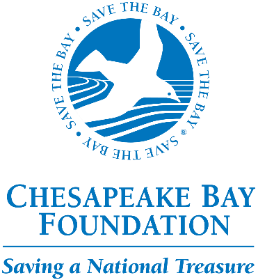 SAVE THE BAY • SAVE THE BAY • SAVE THE BAY ® SAVE THE BAY •
CHESAPEAKE BAY
FOUNDATION
Saving a National Treasure